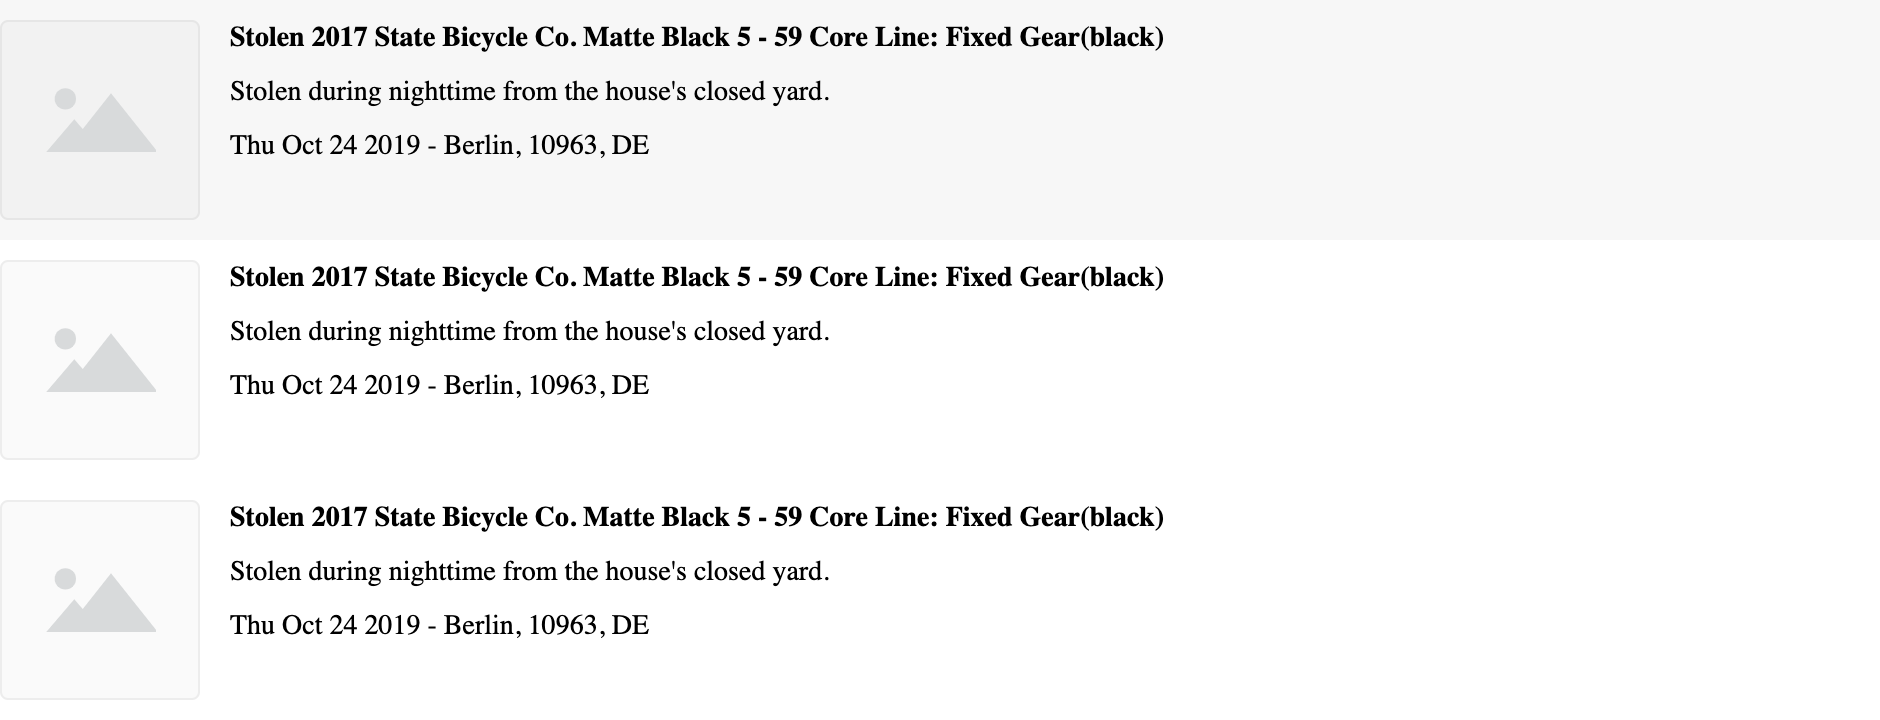 Stolen 2017 State Bicycle Co. Matte Black 5 - 59 Core Line: Fixed Gear(black)
Stolen during nighttime from the house's closed yard.
Thu Oct 24 2019 - Berlin, 10963, DE
Stolen 2017 State Bicycle Co. Matte Black 5 - 59 Core Line: Fixed Gear(black)
Stolen during nighttime from the house's closed yard.
Thu Oct 24 2019 - Berlin, 10963, DE
Stolen 2017 State Bicycle Co. Matte Black 5 - 59 Core Line: Fixed Gear(black)
Stolen during nighttime from the house's closed yard.
Thu Oct 24 2019 - Berlin, 10963, DE